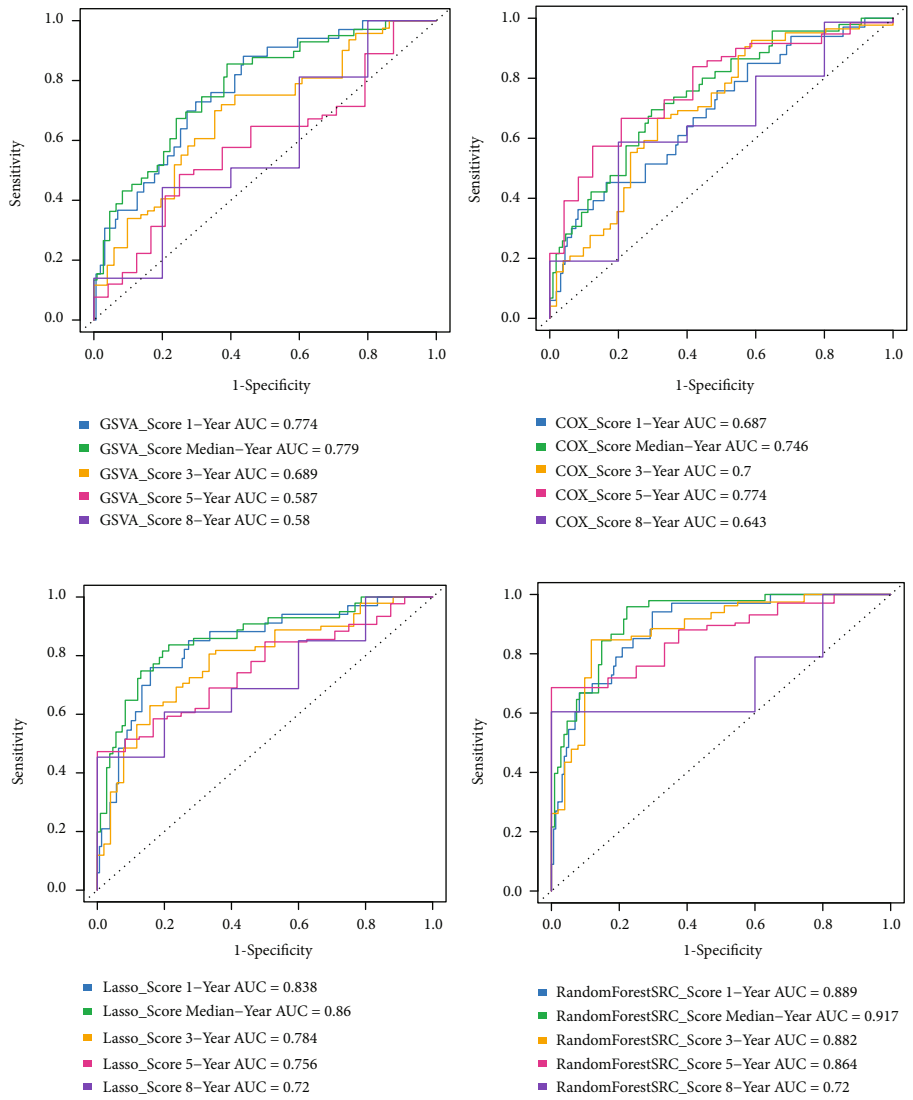 1.0
0.8
0.6
0.4
0.2
0.0
Sensitivity
0.0 0.2 0.4 0.6 0.8 1.0
1-Specificity
GSVA_Score 1-Year AUC = 0.774
GSVA_Score Median-Year AUC = 0.779
GSVA_Score 3-Year AUC = 0.689
GSVA_Score 5-Year AUC = 0.587
GSVA_Score 8-Year AUC = 0.58
1.0
0.8
0.6
0.4
0.2
0.0
Sensitivity
0.0 0.2 0.4 0.6 0.8 1.0
1-Specificity
COX_Score 1-Year AUC = 0.687
COX_Score Median-Year AUC = 0.746
COX_Score 3-Year AUC = 0.7
COX_Score 5-Year AUC = 0.774
COX_Score 8-Year AUC = 0.643
1.0
0.8
0.6
0.4
0.2
0.0
Sensitivity
0.0 0.2 0.4 0.6 0.8 1.0
1-Specificity
Lasso_Score 1-Year AUC = 0.838
Lasso_Score Median-Year AUC = 0.86
Lasso_Score 3-Year AUC = 0.784
Lasso_Score 5-Year AUC = 0.756
Lasso_Score 8-Year AUC = 0.72
1.0
0.8
0.6
0.4
0.2
0.0
Sensitivity
0.0 0.2 0.4 0.6 0.8 1.0
1-Specificity
RandomForestSRC_Score 1-Year AUC = 0.889
RandomForestSRC_Score Median-Year AUC = 0.917
RandomForestSRC_Score 3-Year AUC = 0.882
RandomForestSRC_Score 5-Year AUC = 0.864
RandomForestSRC_Score 8-Year AUC = 0.72